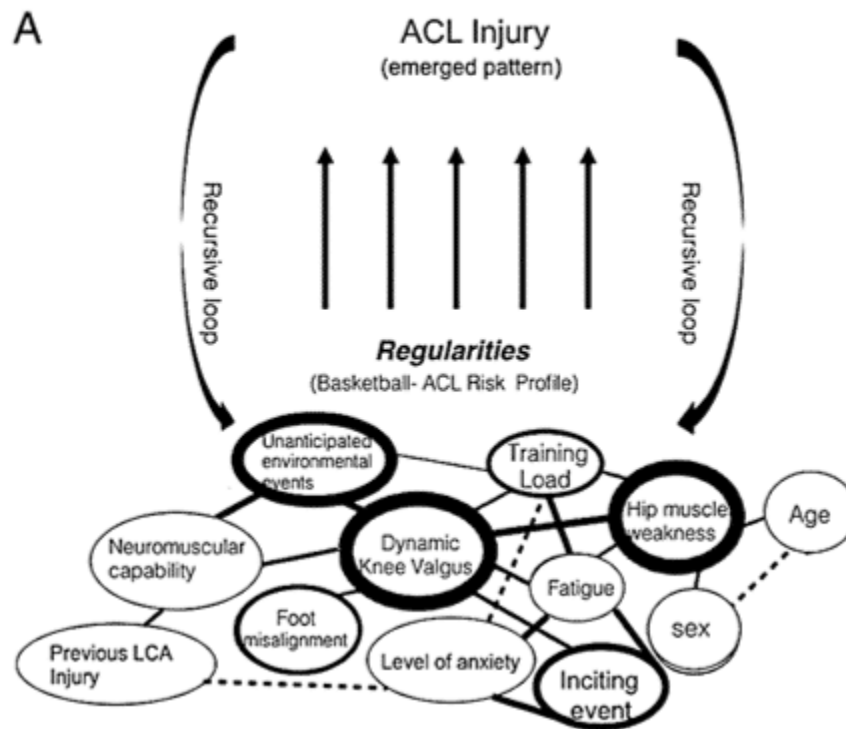 A
ACL Injury
(emerged pattern)
Recursive loop
Recursive loop
Regularities
(Basketball- ACL Risk Profile)
Unanticipated
environmental
events
Training
Load
Hip muscle
weakness
Age
Neuromuscular
capability
Dynamic
Knee Valgus
Fatigue
Foot
misalignment
sex
Previous LCA
Injury
Level of anxiety
Inciting
event